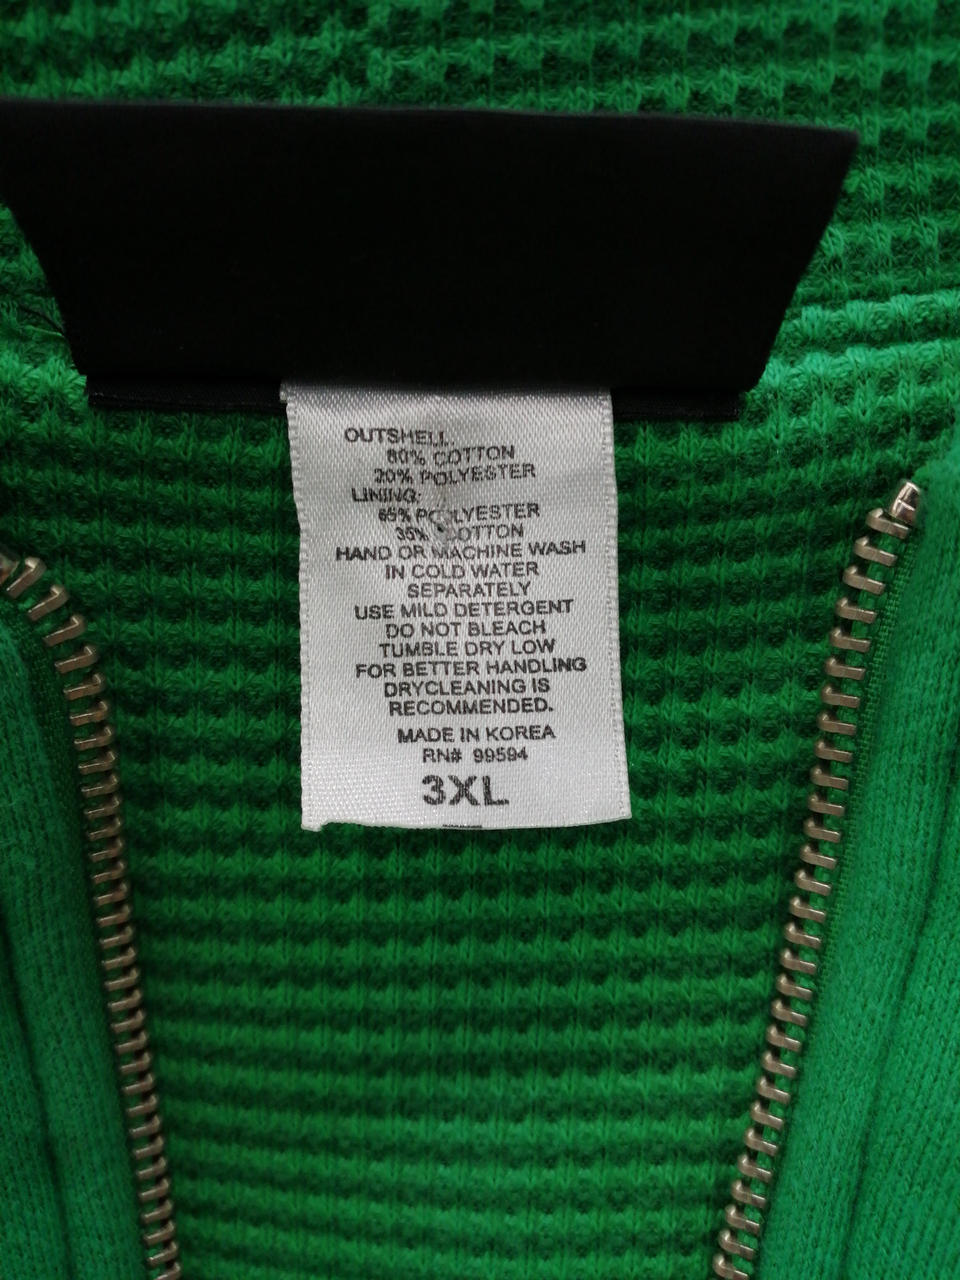 OUTSHELL:
80% COTTON
20% POLYESTER
LINING:
65% POLYESTER
35% COTTON
HAND OR MACHINE WASH
IN COLD WATER
SEPARATELY
USE MILD DETERGENT
DO NOT BLEACH
TUMBLE DRY LOW
FOR BETTER HANDLING
DRYCLEANING IS
RECOMMENDED.
MADE IN KOREA
RN# 99594
3XL